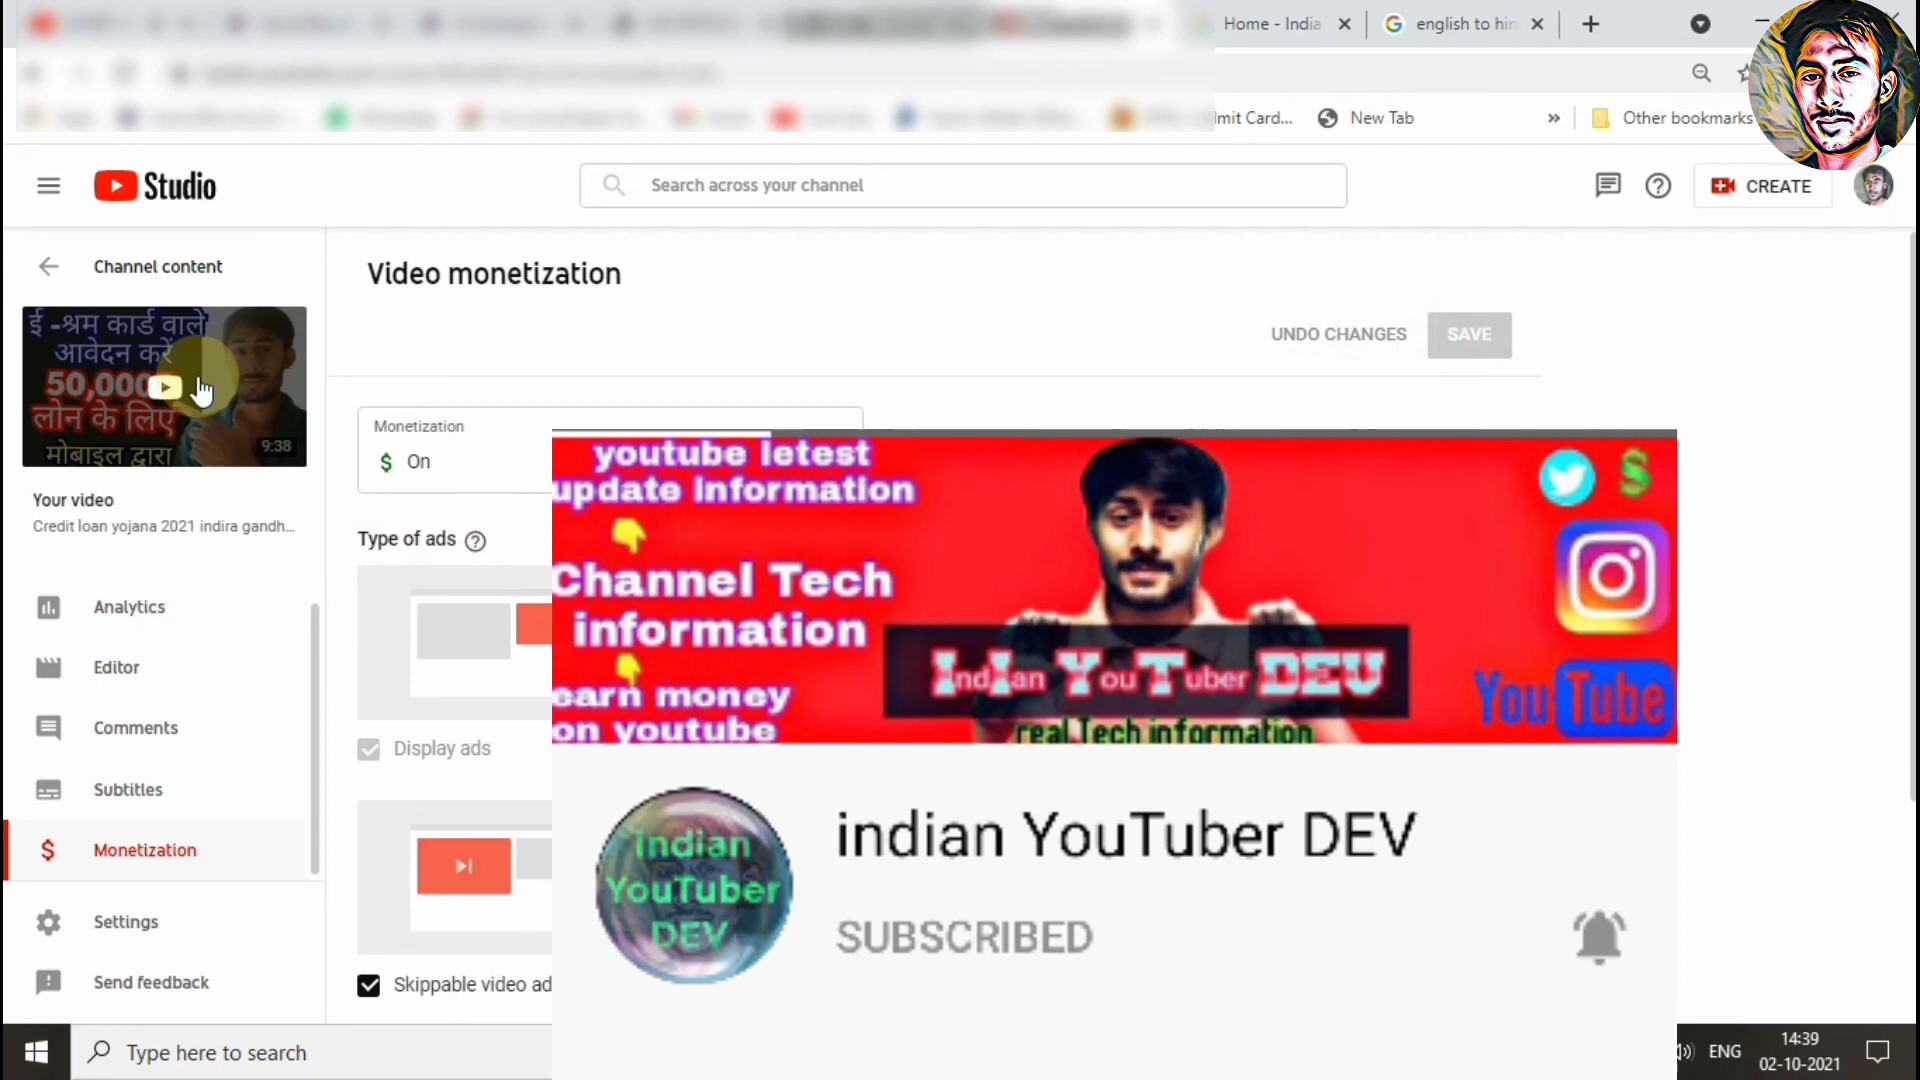 Home - India
english to hin
mit Card...
New Tab
Other bookmarks
Studio
Search across your channel
CREATE
Channel content
Video monetization
UNDO CHANGES
SAVE
ई -श्रम कार्ड वाले
आवेदन करें
50,000
लोन के लिए
मोबाइल द्वारा
9:38
Your video
Credit loan yojana 2021 indira gandh...
Analytics
Editor
Comments
Subtitles
Monetization
Settings
Send feedback
Monetization
$ On
Type of ads
Display ads
Skippable video ad
youtube letest
update information
Channel Tech
information
earn money
on youtube
IndIan YouTuber DEV
real Tech information
YouTube
indian
YouTuber
DEV
indian YouTuber DEV
SUBSCRIBED
Type here to search
ENG
14:39
02-10-2021